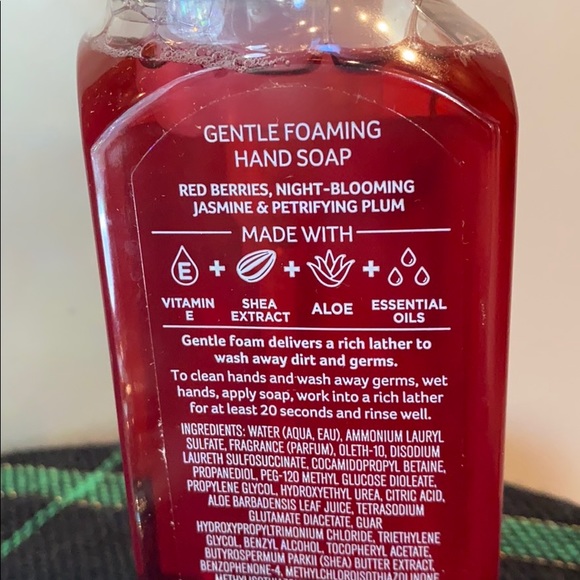 GENTLE FOAMING
HAND SOAP
RED BERRIES, NIGHT-BLOOMING
JASMINE & PETRIFYING PLUM
MADE WITH
E + + +
VITAMIN E SHEA EXTRACT ALOE ESSENTIAL OILS
Gentle foam delivers a rich lather to
wash away dirt and germs.
To clean hands and wash away germs, wet
hands, apply soap, work into a rich lather
for at least 20 seconds and rinse well.
INGREDIENTS: WATER (AQUA, EAU), AMMONIUM LAURYL
SULFATE, FRAGRANCE (PARFUM), OLETH-10, DISODIUM
LAURETH SULFOSUCCINATE, COCAMIDOPROPYL BETAINE,
PROPANEDIOL, PEG-120 METHYL GLUCOSE DIOLEATE,
PROPYLENE GLYCOL, HYDROXYETHYL UREA, CITRIC ACID,
ALOE BARBADENSIS LEAF JUICE, TETRASODIUM
GLUTAMATE DIACETATE, GUAR
HYDROXYPROPYLTRIMONIUM CHLORIDE, TRIETHYLENE
GLYCOL, BENZYL ALCOHOL, TOCOPHERYL ACETATE,
BUTYROSPERMUM PARKII (SHEA) BUTTER EXTRACT,
BENZOPHENONE-4, METHYLCHLOROISOTHIAZOLINONE,